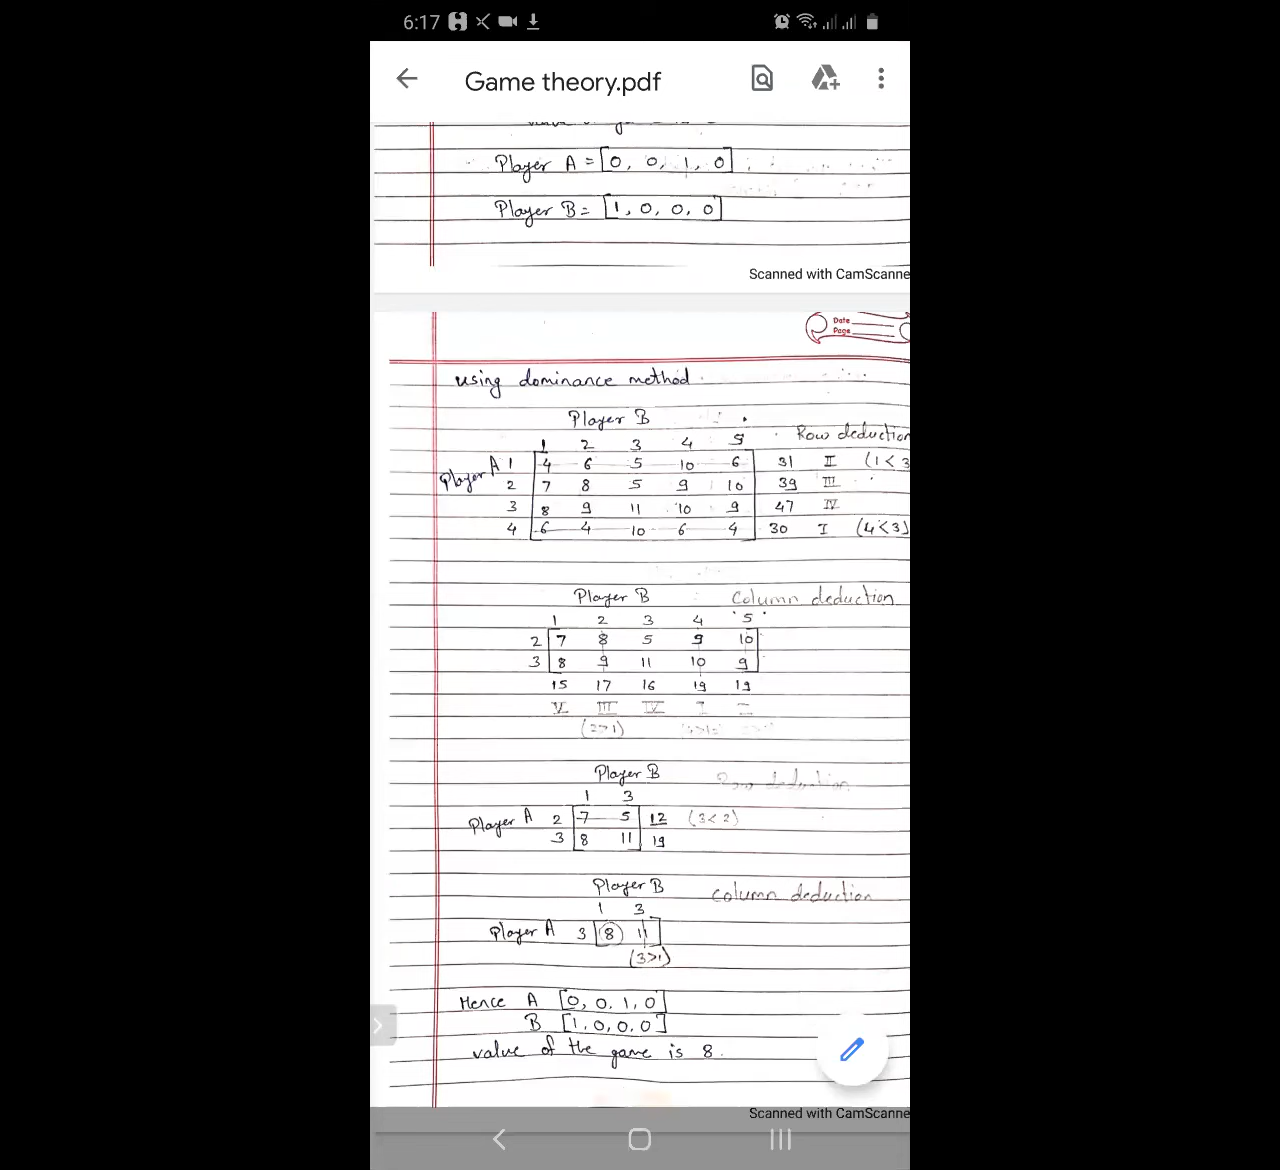 6:17
Game theory.pdf
Player A = [0, 0, 1, 0]
Player B = [1, 0, 0, 0]
Scanned with CamScanne
Date
Page
using dominance method.
Player B
1 2 3 4 5 Row deduction
Player A 1 4 6 5 10 6 31 II (1<3
2 7 8 5 9 10 39 III
3 8 9 11 10 9 47 IV
4 6 4 10 6 4 30 I (4<3)
Player B Column deduction
1 2 3 4 5
2 7 8 5 9 10
3 8 9 11 10 9
15 17 16 19 19
V III IV I
(2>1)
Player B Row deduction
1 3
Player A 2 7 5 12 (3<2)
3 8 11 19
Player B column deduction
1 3
Player A 3 8 11
(3>1)
Hence A [0, 0, 1, 0]
B [1, 0, 0, 0]
value of the game is 8.
Scanned with CamScanne